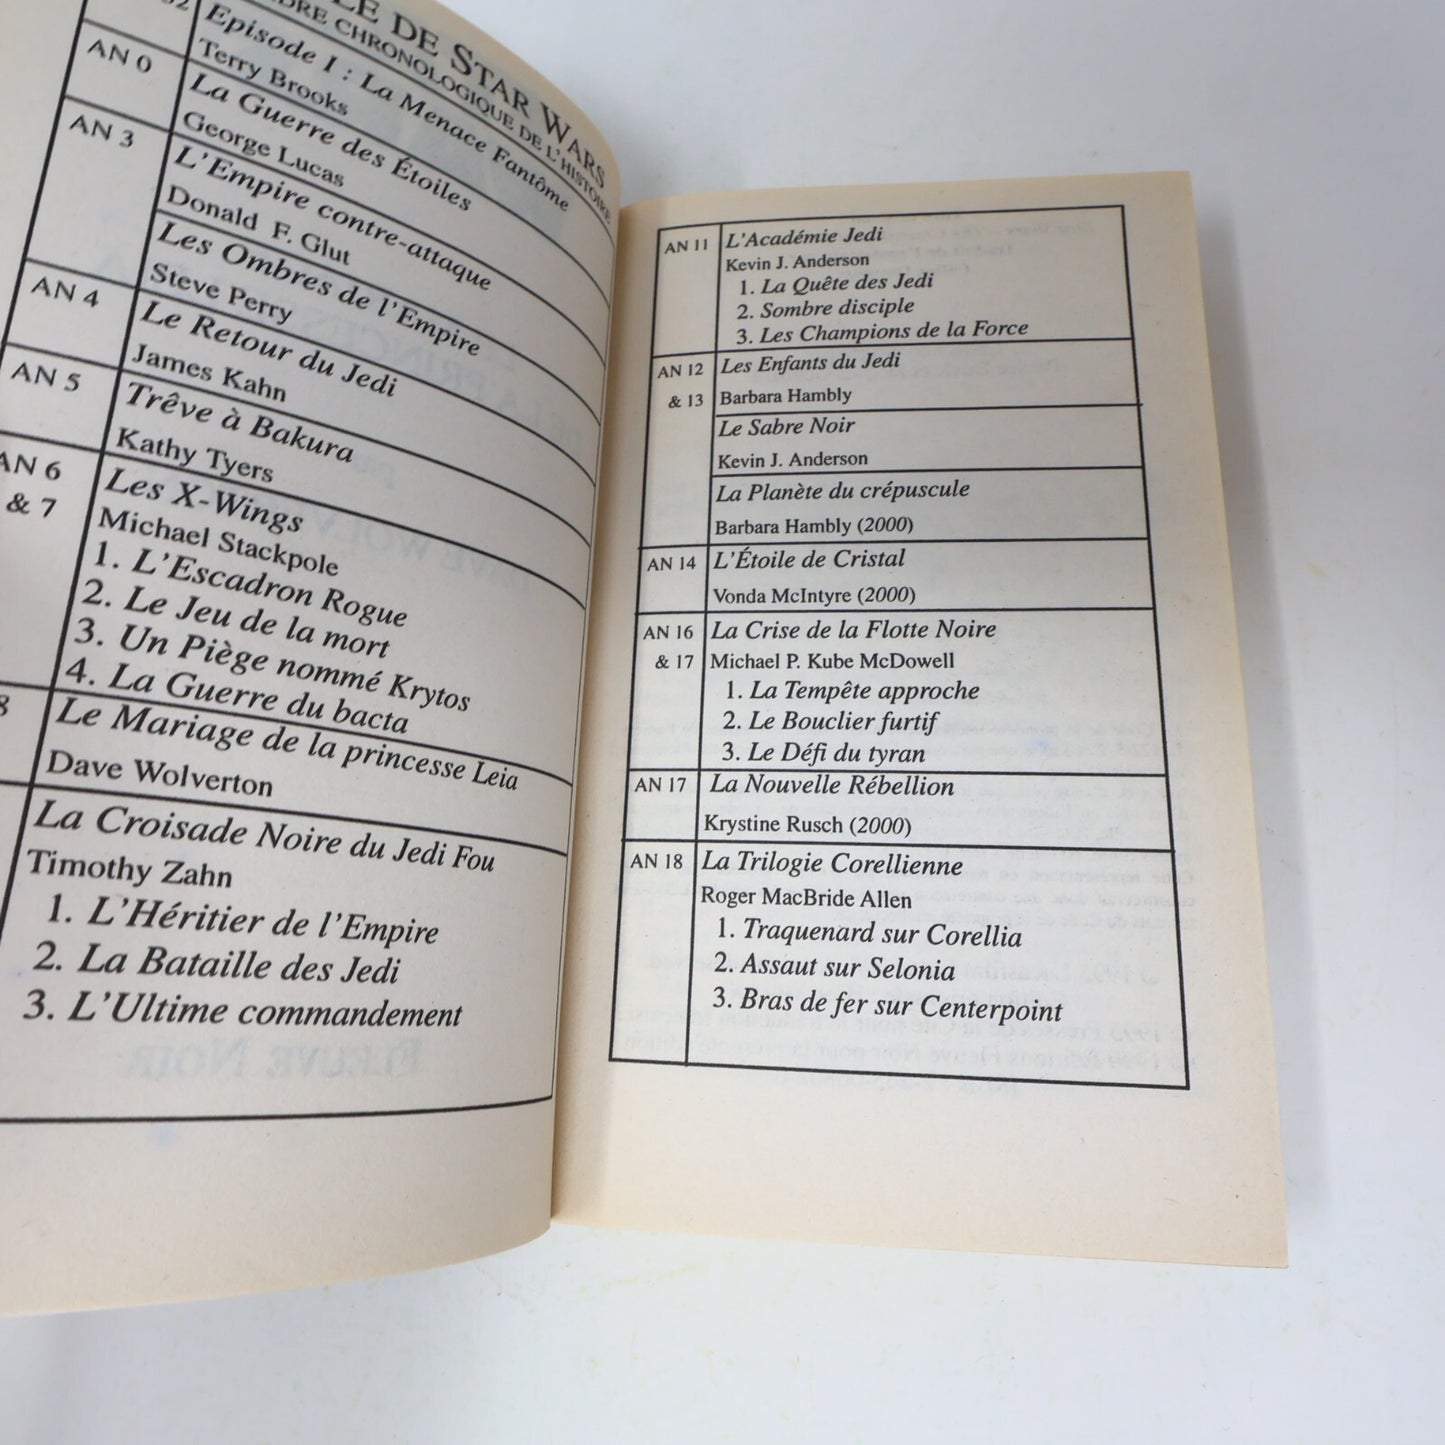 DE STAR WARS
CHRONOLOGIQUE DE L'HISTOIRE
Episode I : La Menace Fantôme
Terry Brooks
AN 0
La Guerre des Étoiles
George Lucas
AN 3
L'Empire contre-attaque
Donald F. Glut
Les Ombres de l'Empire
Steve Perry
AN 4
Le Retour du Jedi
James Kahn
AN 5
Trêve à Bakura
Kathy Tyers
AN 6
& 7
Les X-Wings
Michael Stackpole
1. L'Escadron Rogue
2. Le Jeu de la mort
3. Un Piège nommé Krytos
4. La Guerre du bacta
8
Le Mariage de la princesse Leia
Dave Wolverton
La Croisade Noire du Jedi Fou
Timothy Zahn
1. L'Héritier de l'Empire
2. La Bataille des Jedi
3. L'Ultime commandement
FLEUVE NOIR
AN 11
L'Académie Jedi
Kevin J. Anderson
1. La Quête des Jedi
2. Sombre disciple
3. Les Champions de la Force
AN 12
& 13
Les Enfants du Jedi
Barbara Hambly
Le Sabre Noir
Kevin J. Anderson
La Planète du crépuscule
Barbara Hambly (2000)
AN 14
L'Étoile de Cristal
Vonda McIntyre (2000)
AN 16
& 17
La Crise de la Flotte Noire
Michael P. Kube McDowell
1. La Tempête approche
2. Le Bouclier furtif
3. Le Défi du tyran
AN 17
La Nouvelle Rébellion
Krystine Rusch (2000)
AN 18
La Trilogie Corellienne
Roger MacBride Allen
1. Traquenard sur Corellia
2. Assaut sur Selonia
3. Bras de fer sur Centerpoint